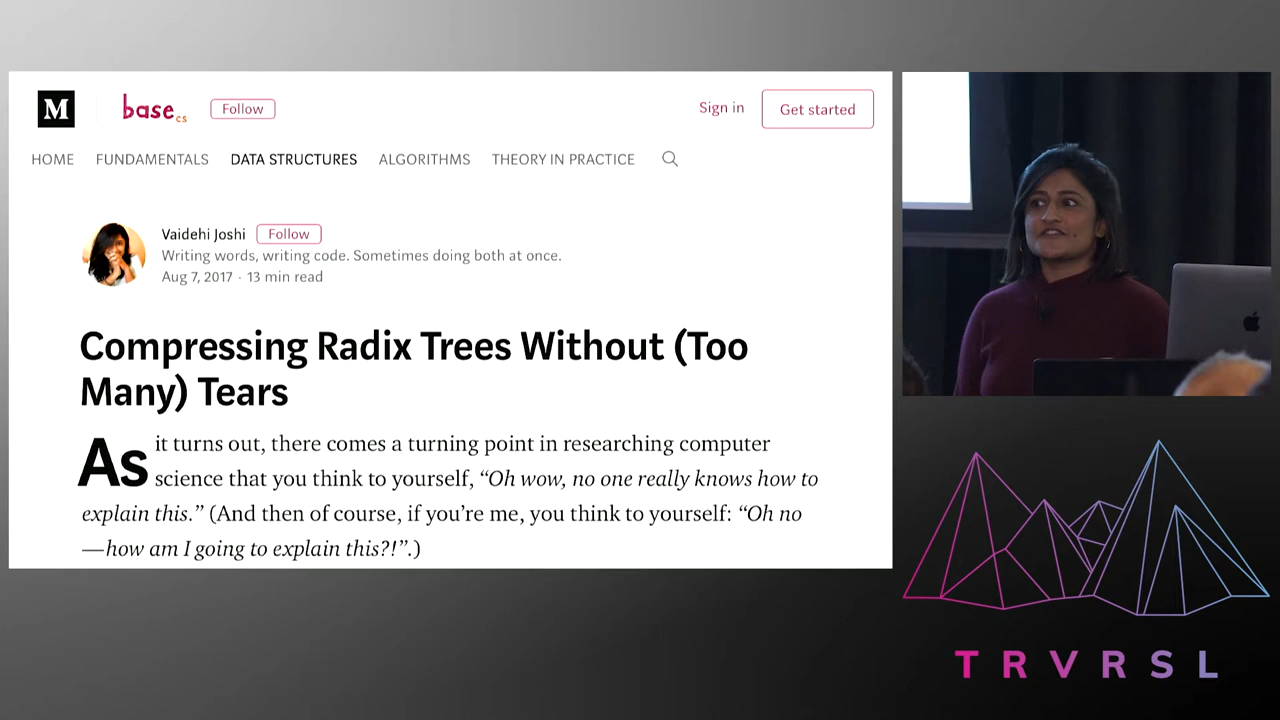 M
base cs
Follow
Sign in
Get started
HOME
FUNDAMENTALS
DATA STRUCTURES
ALGORITHMS
THEORY IN PRACTICE
Vaidehi Joshi
Follow
Writing words, writing code. Sometimes doing both at once.
Aug 7, 2017 · 13 min read
Compressing Radix Trees Without (Too
Many) Tears
As it turns out, there comes a turning point in researching computer
science that you think to yourself, “Oh wow, no one really knows how to
explain this.” (And then of course, if you’re me, you think to yourself: “Oh no
—how am I going to explain this?!”.)
TRVRSL